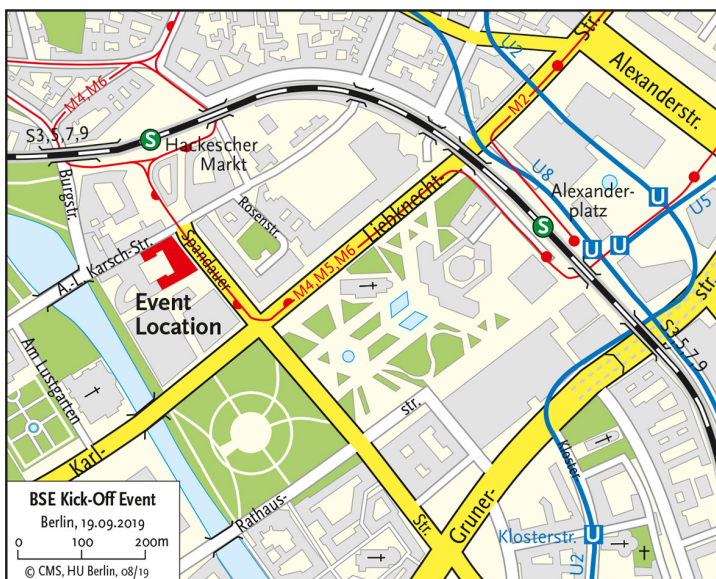 Str.
U2
Alexanderstr.
M4,M6
M2
S3,5,7,9
S
Hackescher
Markt
U8
Burgstr.
Liebknecht-
Alexander-
platz
U
U5
Rosenstr.
S
U
U
A.-L. Karsch-Str.
Spandauer
M4,M5,M6
Event
Location
str.
S3,5,7,9
Am Lustgarten
str.
Karl-
Kloster-
Rathaus-
Gruner-
Str.
Klosterstr.
U
U2
BSE Kick-Off Event
Berlin, 19.09.2019
0 100 200m
© CMS, HU Berlin, 08/19